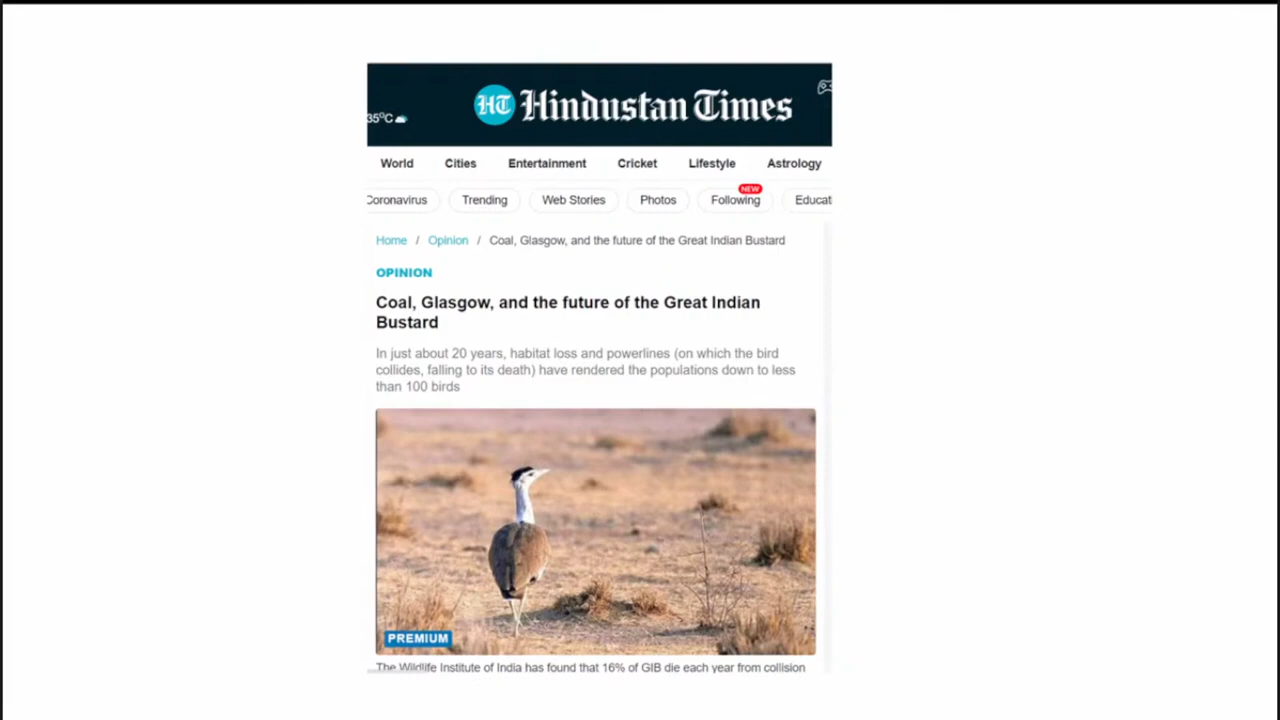 HT Hindustan Times
35°C
World Cities Entertainment Cricket Lifestyle Astrology
NEW
Coronavirus Trending Web Stories Photos Following Educat
Home / Opinion / Coal, Glasgow, and the future of the Great Indian Bustard
OPINION
Coal, Glasgow, and the future of the Great Indian
Bustard
In just about 20 years, habitat loss and powerlines (on which the bird
collides, falling to its death) have rendered the populations down to less
than 100 birds
PREMIUM
The Wildlife Institute of India has found that 16% of GIB die each year from collision